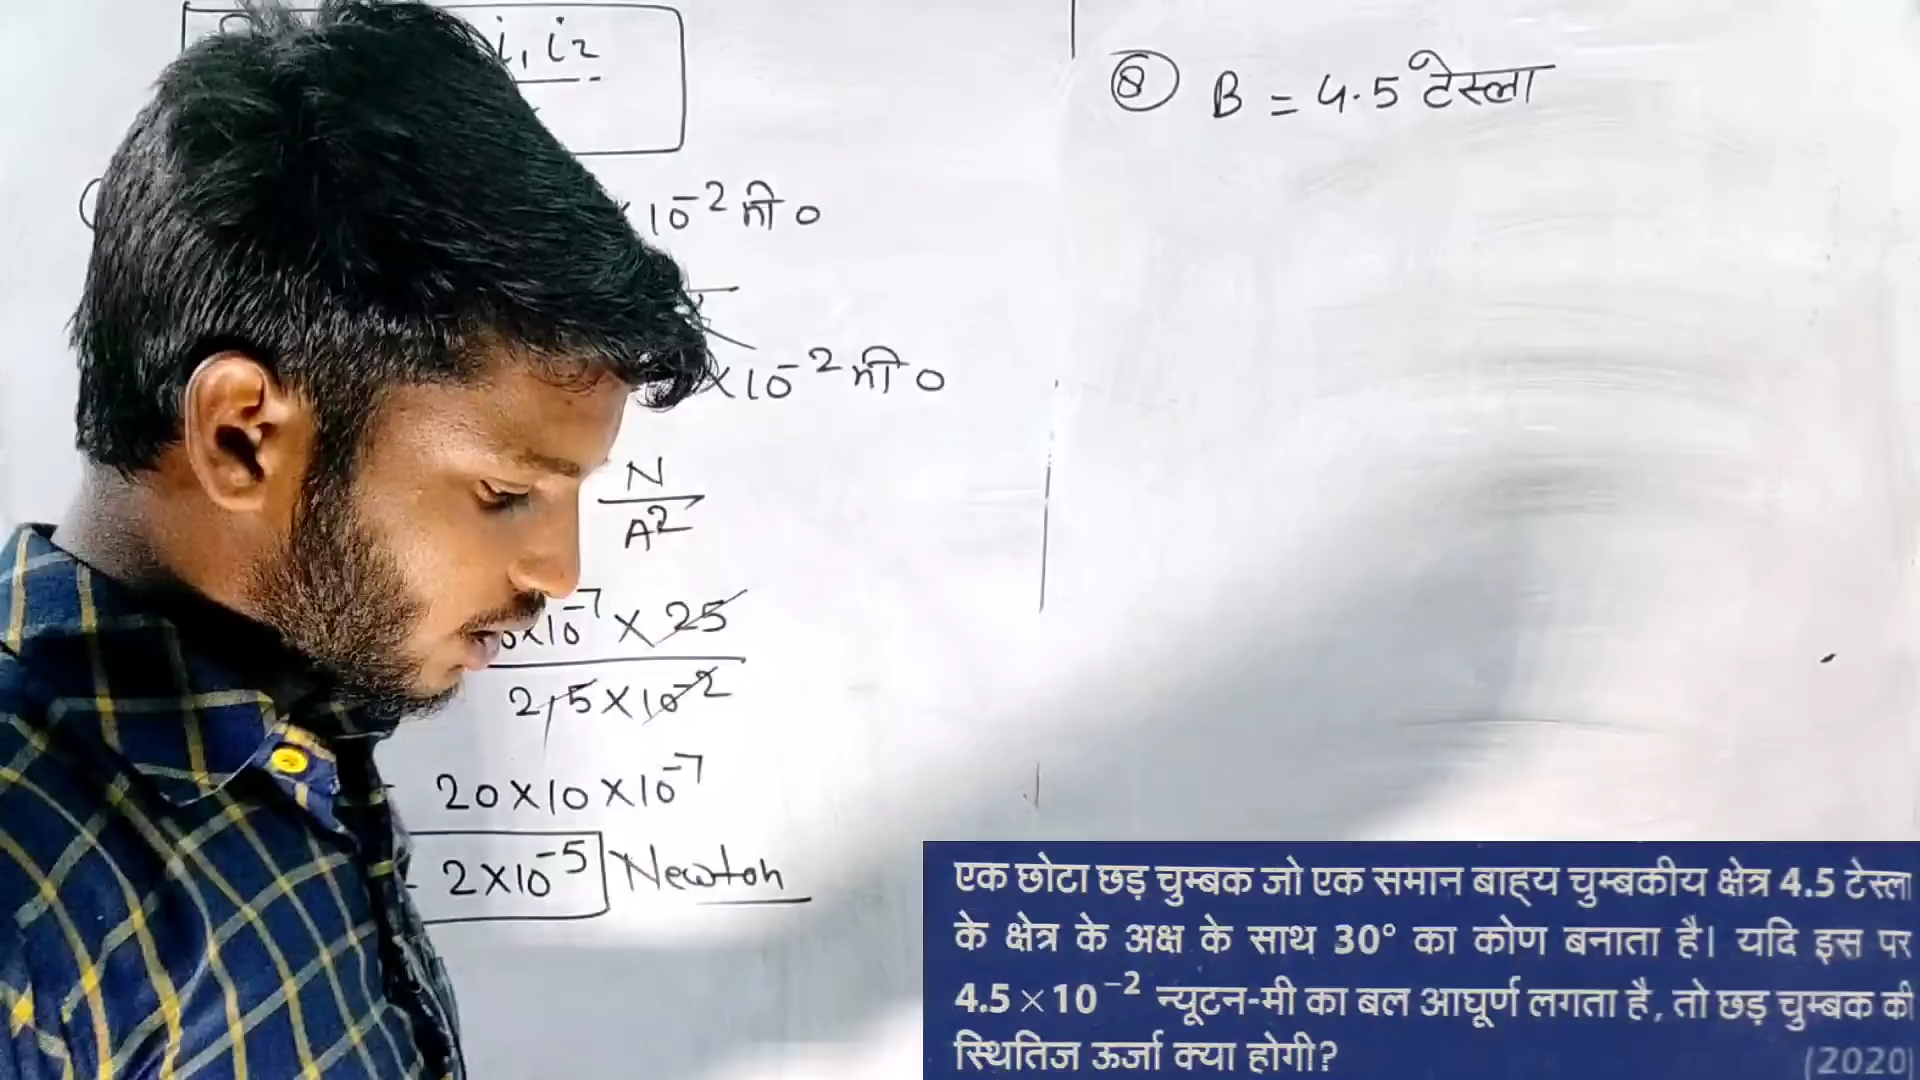 i₁ i₂
10⁻² मी०
×10⁻² मी०
N
A²
×10⁻⁷ × 25
2.5×10⁻²
20×10×10⁻⁷
2×10⁻⁵ Newton
Ⓠ B = 4.5 टेस्ला
एक छोटा छड़ चुम्बक जो एक समान बाह्य चुम्बकीय क्षेत्र 4.5 टेस्ला
के क्षेत्र के अक्ष के साथ 30° का कोण बनाता है। यदि इस पर
4.5×10⁻² न्यूटन-मी का बल आघूर्ण लगता है, तो छड़ चुम्बक की
स्थितिज ऊर्जा क्या होगी?
(2020)